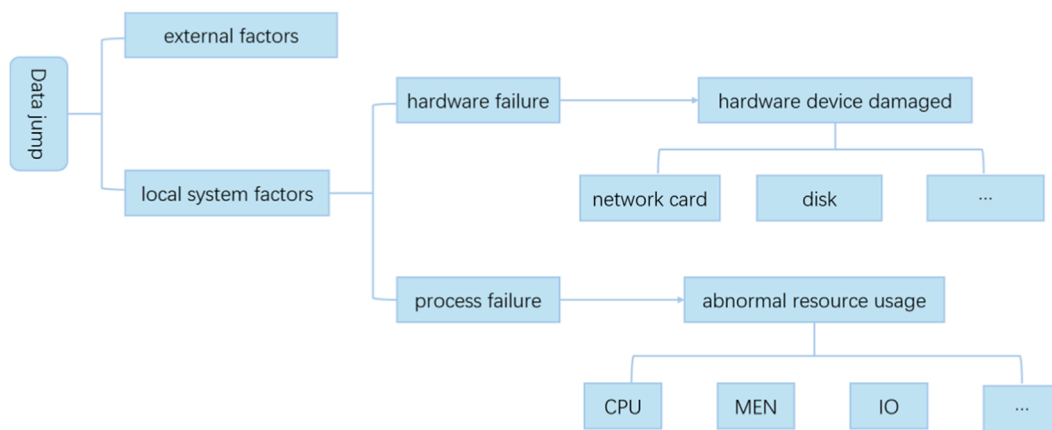 Data jump
external factors
local system factors
hardware failure
hardware device damaged
network card
disk
...
process failure
abnormal resource usage
CPU
MEN
IO
...